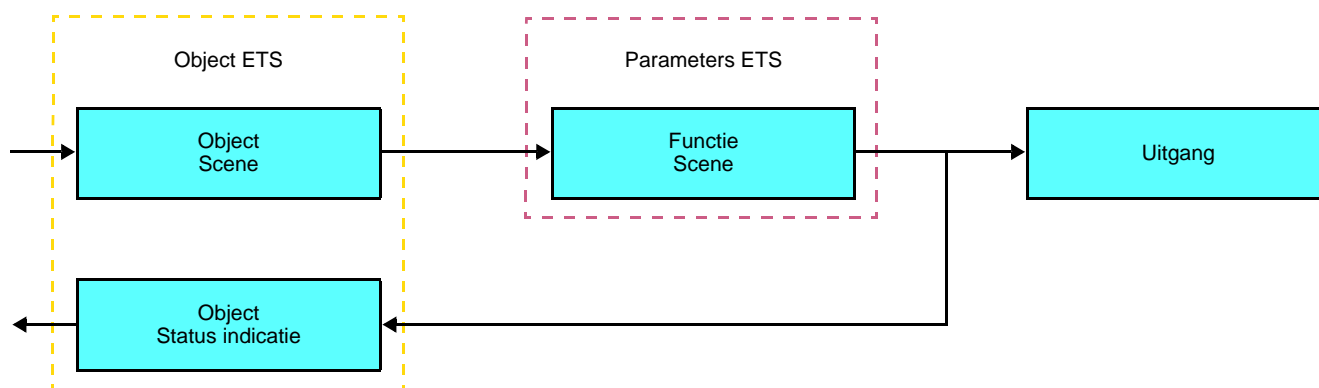 Object ETS
Parameters ETS
Object
Scene
Functie
Scene
Uitgang
Object
Status indicatie